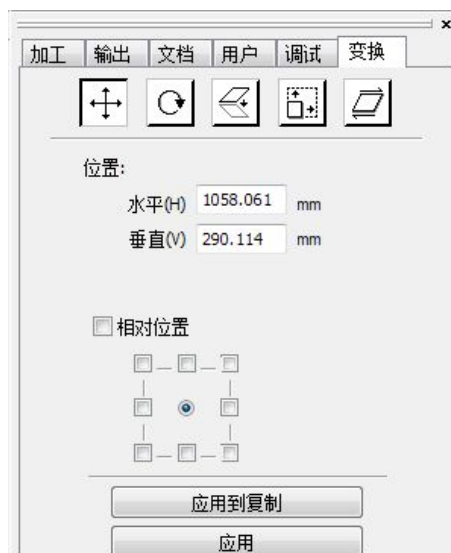 加工 输出 文档 用户 调试 变换
位置:
水平(H) 1058.061 mm
垂直(V) 290.114 mm
相对位置
应用到复制
应用